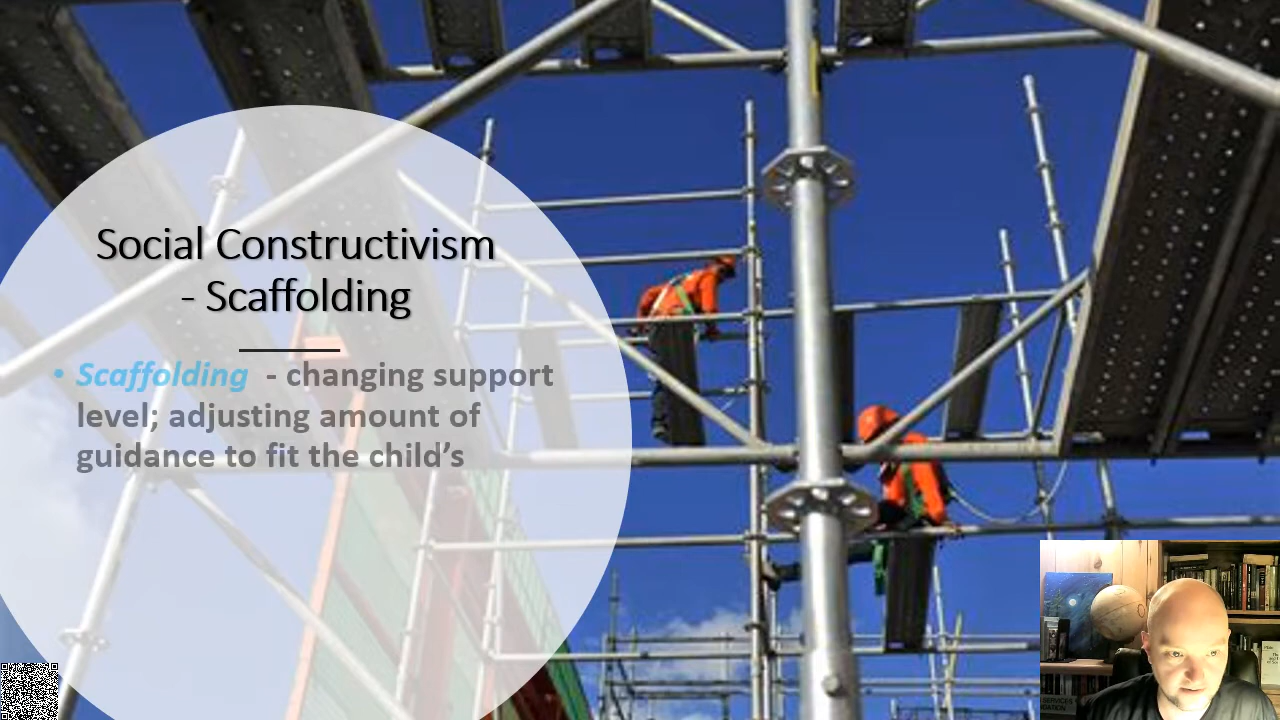 Social Constructivism
- Scaffolding
• Scaffolding - changing support
level; adjusting amount of
guidance to fit the child’s